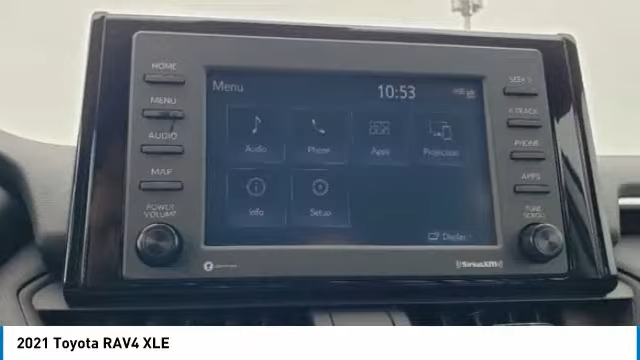 HOME
MENU
AUDIO
MAP
POWER
VOLUME
Menu
10:53
Audio
Phone
Apps
Projection
Info
Setup
Display
SiriusXM
SEEK >
< TRACK
PHONE
APPS
TUNE
SCROLL
2021 Toyota RAV4 XLE